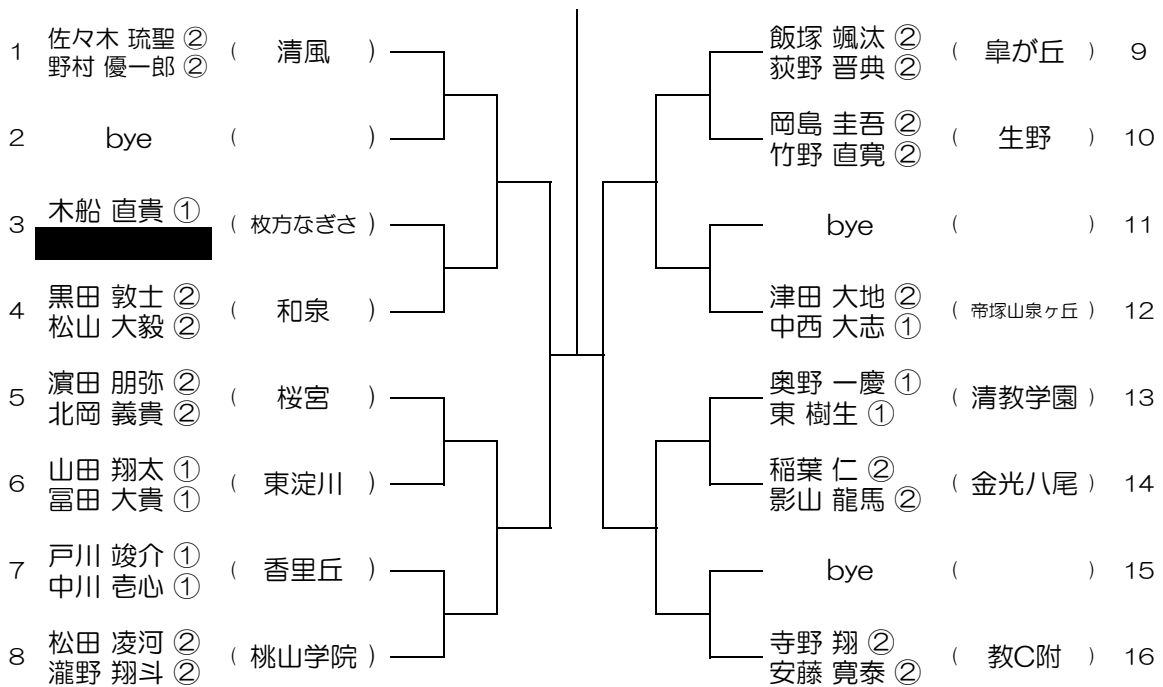 1 佐々木 琉聖 ② ( 清風 )
野村 優一郎 ②
2 bye ( )
3 木船 直貴 ① ( 枚方なぎさ )
4 黒田 敦士 ② ( 和泉 )
松山 大毅 ②
5 濵田 朋弥 ② ( 桜宮 )
北岡 義貴 ②
6 山田 翔太 ① ( 東淀川 )
冨田 大貴 ①
7 戸川 竣介 ① ( 香里丘 )
中川 壱心 ①
8 松田 凌河 ② ( 桃山学院 )
瀧野 翔斗 ②
飯塚 颯汰 ② ( 皐が丘 ) 9
荻野 晋典 ②
岡島 圭吾 ② ( 生野 ) 10
竹野 直寛 ②
bye ( ) 11
津田 大地 ② ( 帝塚山泉ヶ丘 ) 12
中西 大志 ①
奥野 一慶 ① ( 清教学園 ) 13
東 樹生 ①
稲葉 仁 ② ( 金光八尾 ) 14
影山 龍馬 ②
bye ( ) 15
寺野 翔 ② ( 教C附 ) 16
安藤 寛泰 ②